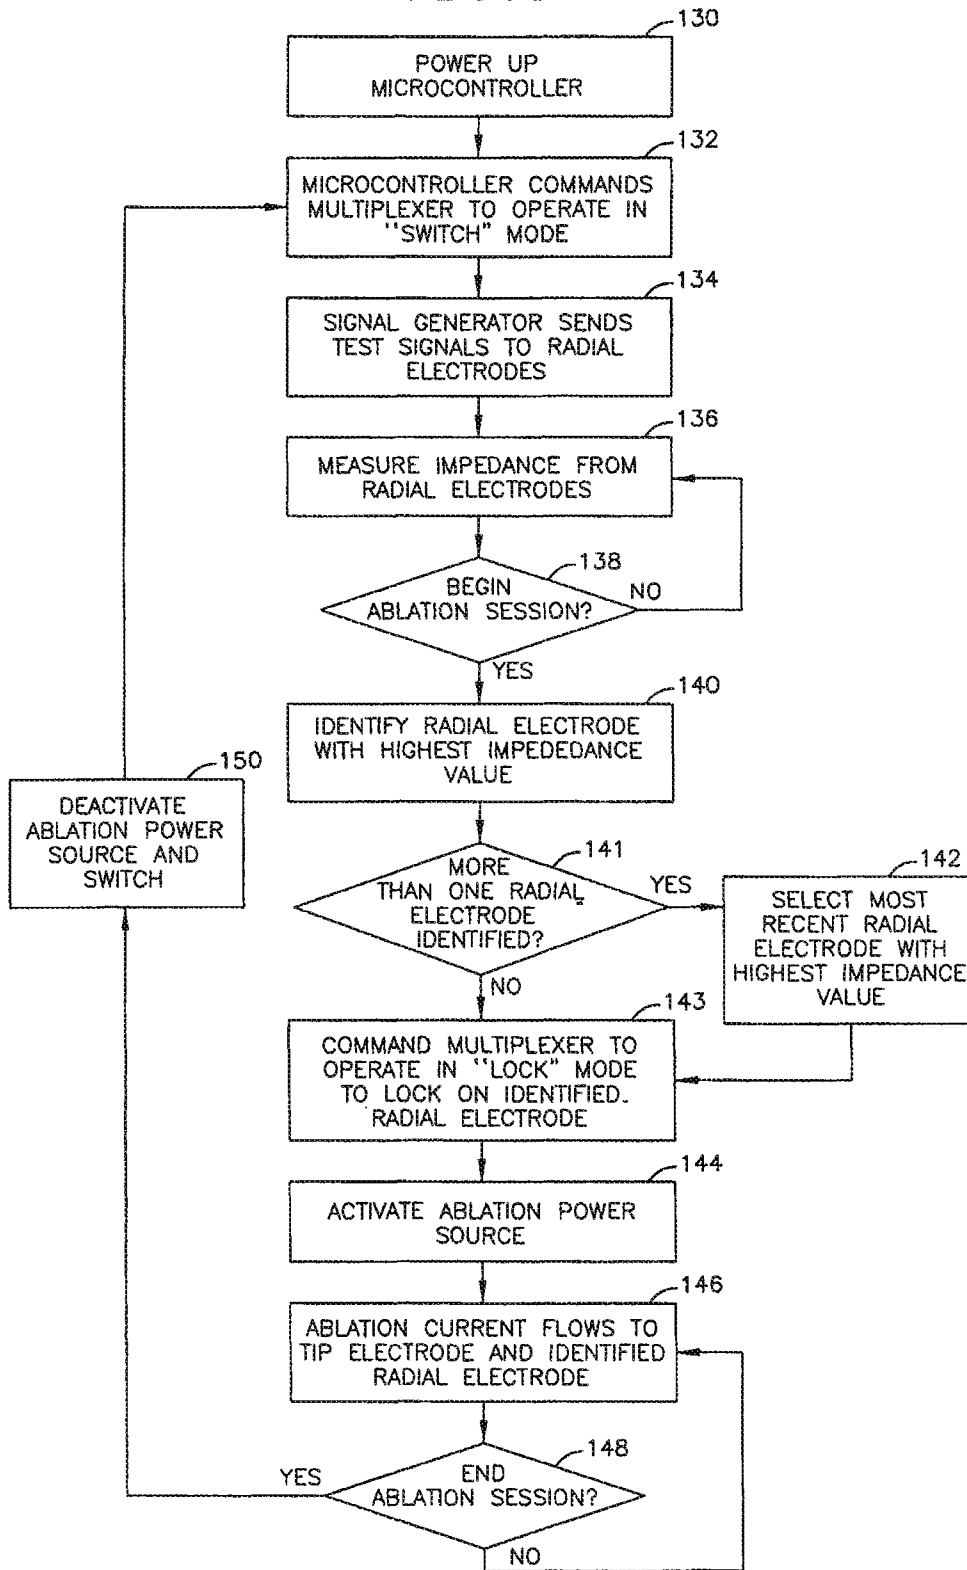 130
POWER UP
MICROCONTROLLER
132
MICROCONTROLLER COMMANDS
MULTIPLEXER TO OPERATE IN
"SWITCH" MODE
134
SIGNAL GENERATOR SENDS
TEST SIGNALS TO RADIAL
ELECTRODES
136
MEASURE IMPEDANCE FROM
RADIAL ELECTRODES
138
BEGIN
ABLATION SESSION?
NO
YES
140
IDENTIFY RADIAL ELECTRODE
WITH HIGHEST IMPEDEDANCE
VALUE
150
DEACTIVATE
ABLATION POWER
SOURCE AND
SWITCH
141
MORE
THAN ONE RADIAL
ELECTRODE
IDENTIFIED?
YES
NO
142
SELECT MOST
RECENT RADIAL
ELECTRODE WITH
HIGHEST IMPEDANCE
VALUE
143
COMMAND MULTIPLEXER TO
OPERATE IN "LOCK" MODE
TO LOCK ON IDENTIFIED
RADIAL ELECTRODE
144
ACTIVATE ABLATION POWER
SOURCE
146
ABLATION CURRENT FLOWS TO
TIP ELECTRODE AND IDENTIFIED
RADIAL ELECTRODE
148
END
ABLATION SESSION?
YES
NO